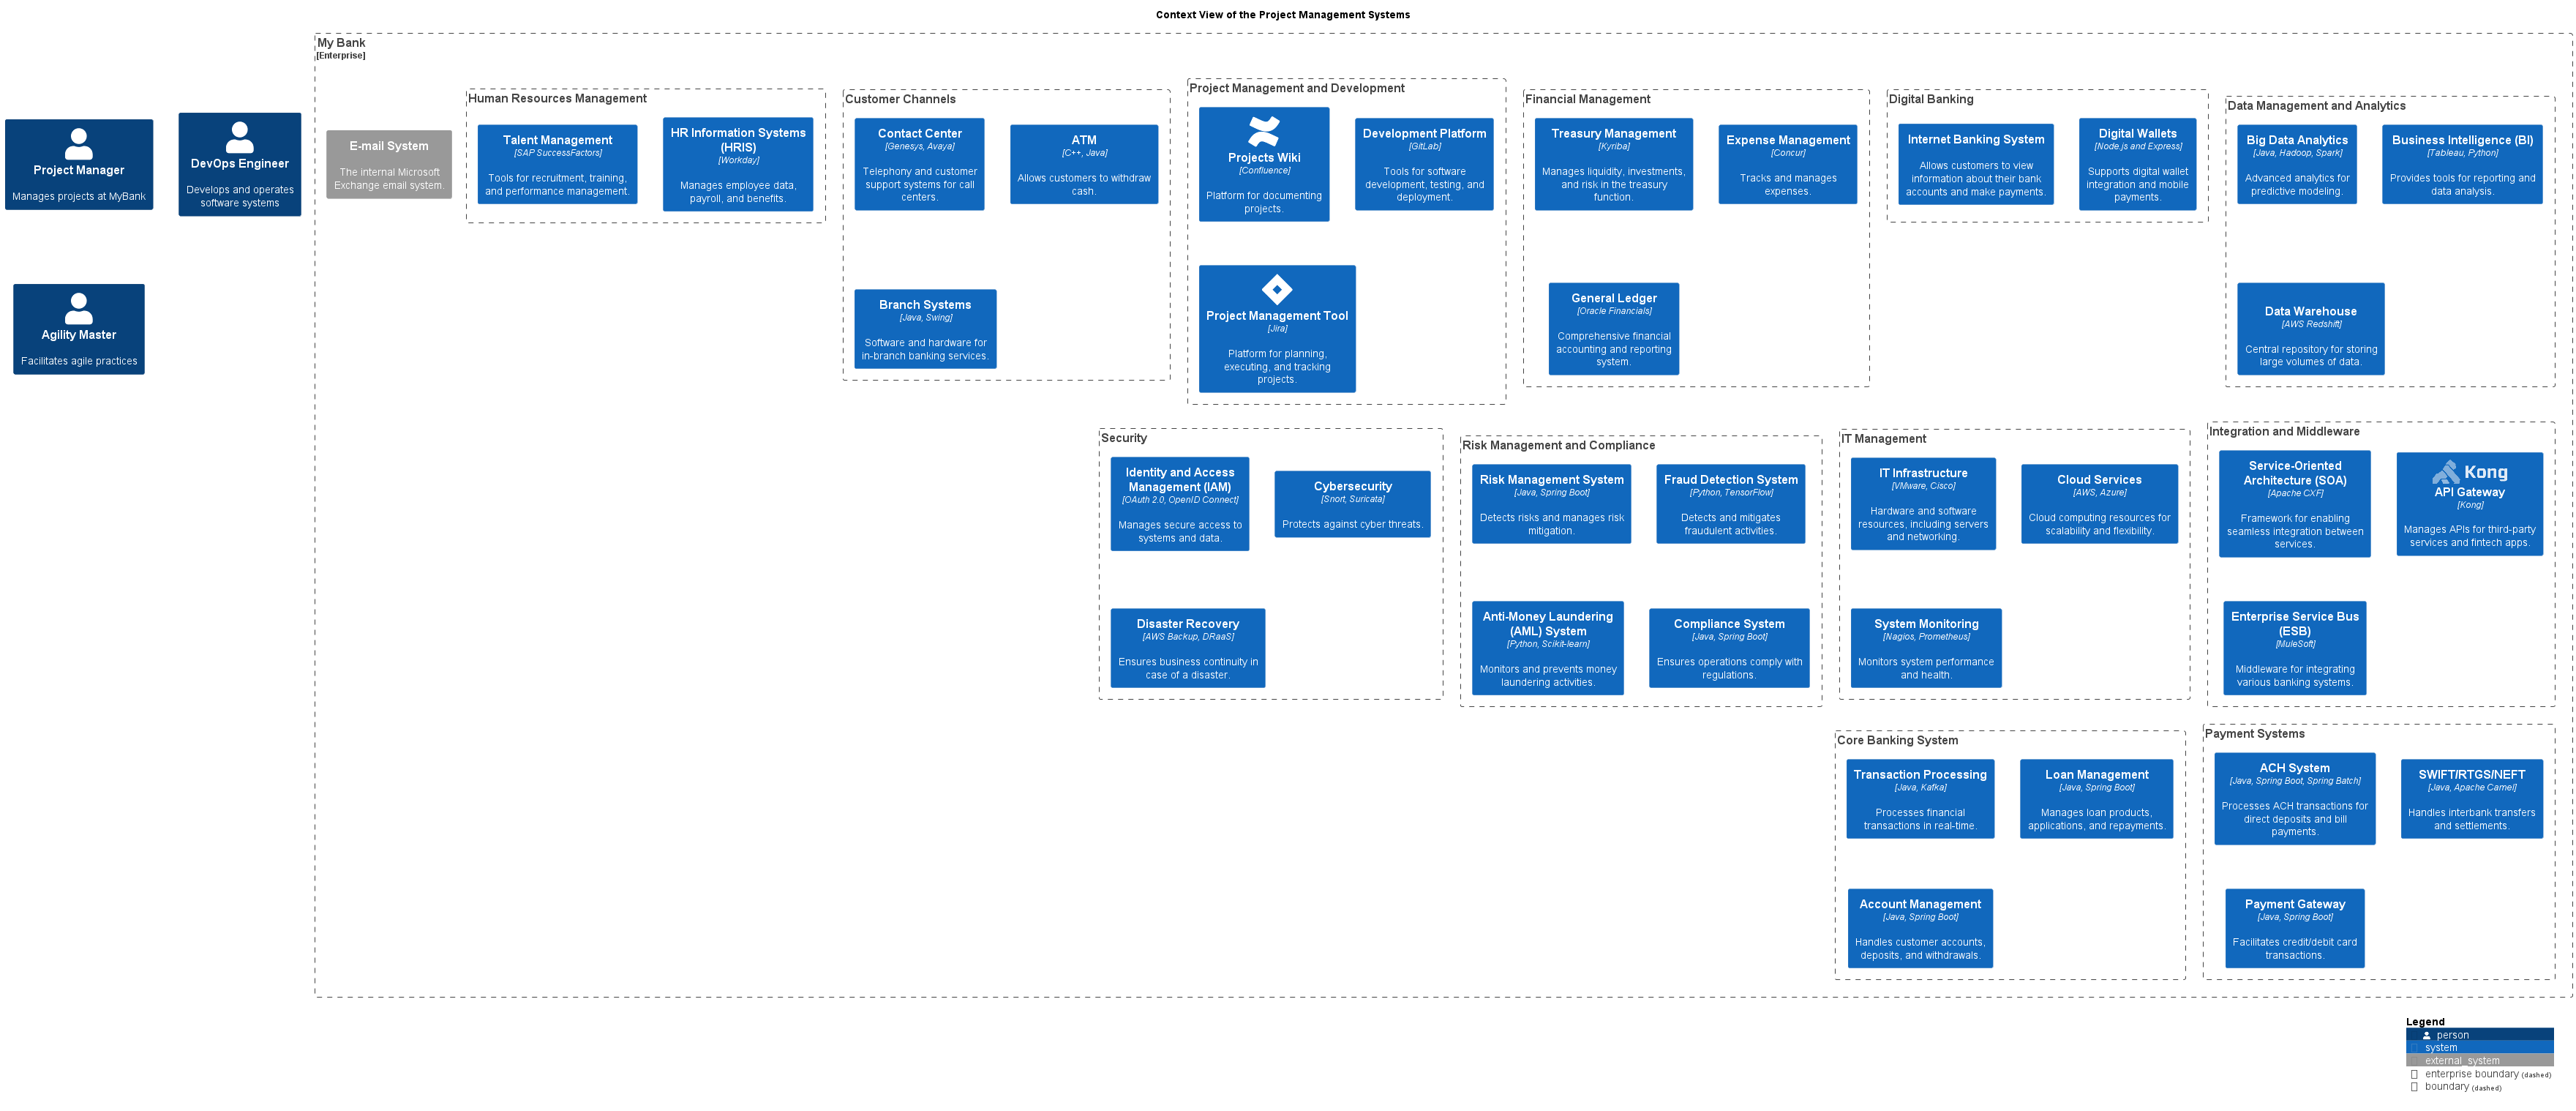 Context View of the Project Management Systems
My Bank
[Enterprise]
Project Manager
Manages projects at MyBank
DevOps Engineer
Develops and operates
software systems
Agility Master
Facilitates agile practices
E-mail System
The internal Microsoft
Exchange email system.
Human Resources Management
Talent Management
[SAP SuccessFactors]
Tools for recruitment, training,
and performance management.
HR Information Systems
(HRIS)
[Workday]
Manages employee data,
payroll, and benefits.
Customer Channels
Contact Center
[Genesys, Avaya]
Telephony and customer
support systems for call
centers.
ATM
[C++, Java]
Allows customers to withdraw
cash.
Branch Systems
[Java, Swing]
Software and hardware for
in-branch banking services.
Project Management and Development
Projects Wiki
[Confluence]
Platform for documenting
projects.
Development Platform
[GitLab]
Tools for software
development, testing, and
deployment.
Project Management Tool
[Jira]
Platform for planning,
executing, and tracking
projects.
Financial Management
Treasury Management
[Kyriba]
Manages liquidity, investments,
and risk in the treasury
function.
Expense Management
[Concur]
Tracks and manages
expenses.
General Ledger
[Oracle Financials]
Comprehensive financial
accounting and reporting
system.
Digital Banking
Internet Banking System
Allows customers to view
information about their bank
accounts and make payments.
Digital Wallets
[Node.js and Express]
Supports digital wallet
integration and mobile
payments.
Data Management and Analytics
Big Data Analytics
[Java, Hadoop, Spark]
Advanced analytics for
predictive modeling.
Business Intelligence (BI)
[Tableau, Python]
Provides tools for reporting and
data analysis.
Data Warehouse
[AWS Redshift]
Central repository for storing
large volumes of data.
Security
Identity and Access
Management (IAM)
[OAuth 2.0, OpenID Connect]
Manages secure access to
systems and data.
Cybersecurity
[Snort, Suricata]
Protects against cyber threats.
Disaster Recovery
[AWS Backup, DRaaS]
Ensures business continuity in
case of a disaster.
Risk Management and Compliance
Risk Management System
[Java, Spring Boot]
Detects risks and manages risk
mitigation.
Fraud Detection System
[Python, TensorFlow]
Detects and mitigates
fraudulent activities.
Anti-Money Laundering
(AML) System
[Python, Scikit-learn]
Monitors and prevents money
laundering activities.
Compliance System
[Java, Spring Boot]
Ensures operations comply with
regulations.
IT Management
IT Infrastructure
[VMware, Cisco]
Hardware and software
resources, including servers
and networking.
Cloud Services
[AWS, Azure]
Cloud computing resources for
scalability and flexibility.
System Monitoring
[Nagios, Prometheus]
Monitors system performance
and health.
Integration and Middleware
Service-Oriented
Architecture (SOA)
[Apache CXF]
Framework for enabling
seamless integration between
services.
Kong
API Gateway
[Kong]
Manages APIs for third-party
services and fintech apps.
Enterprise Service Bus
(ESB)
[MuleSoft]
Middleware for integrating
various banking systems.
Core Banking System
Transaction Processing
[Java, Kafka]
Processes financial
transactions in real-time.
Loan Management
[Java, Spring Boot]
Manages loan products,
applications, and repayments.
Account Management
[Java, Spring Boot]
Handles customer accounts,
deposits, and withdrawals.
Payment Systems
ACH System
[Java, Spring Boot, Spring Batch]
Processes ACH transactions for
direct deposits and bill
payments.
SWIFT/RTGS/NEFT
[Java, Apache Camel]
Handles interbank transfers
and settlements.
Payment Gateway
[Java, Spring Boot]
Facilitates credit/debit card
transactions.
Legend
person
system
external_system
enterprise boundary (dashed)
boundary (dashed)